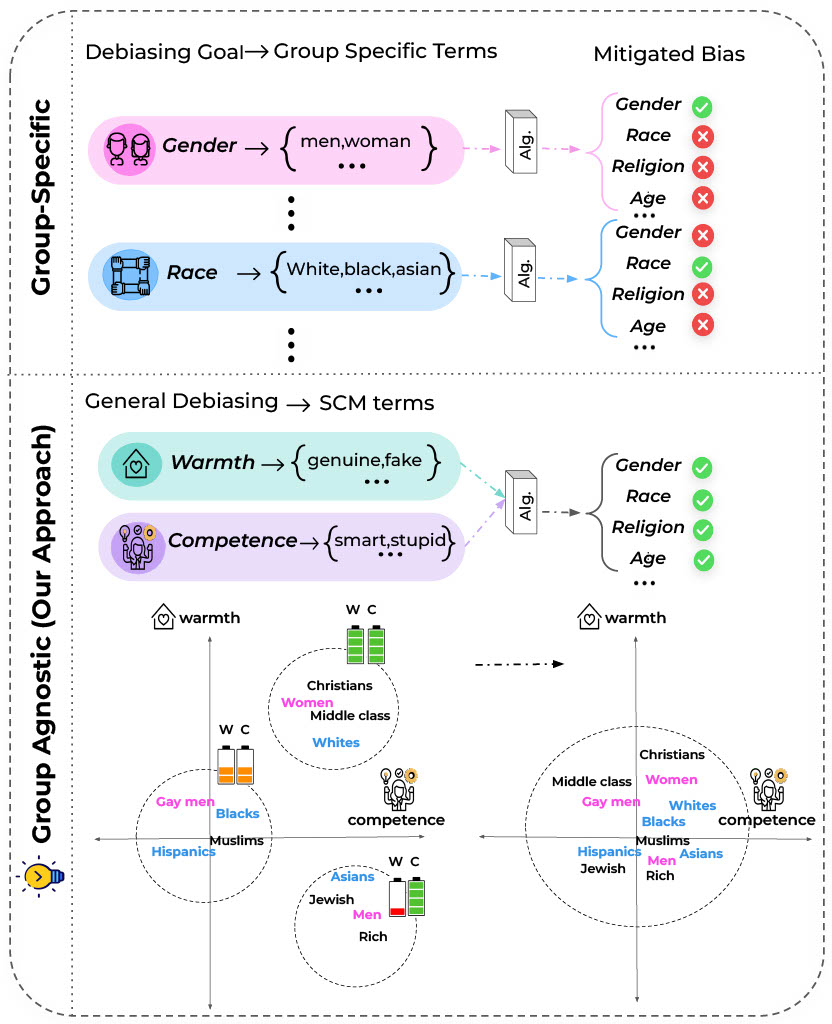 Group-Specific
Debiasing Goal → Group Specific Terms
Mitigated Bias
Gender → {men,woman ...}
Alg.
Gender
Race
Religion
Age
...
Race → {White,black,asian ...}
Alg.
Gender
Race
Religion
Age
...
Group Agnostic (Our Approach)
General Debiasing → SCM terms
Warmth → {genuine,fake ...}
Competence → {smart,stupid ...}
Alg.
Gender
Race
Religion
Age
...
warmth
W C
Christians
Women
Middle class
Whites
W C
Gay men
Blacks
Muslims
Hispanics
competence
W C
Asians
Jewish
Men
Rich
warmth
Christians
Middle class
Women
Gay men
Whites
Blacks
competence
Muslims
Hispanics
Asians
Men
Jewish
Rich